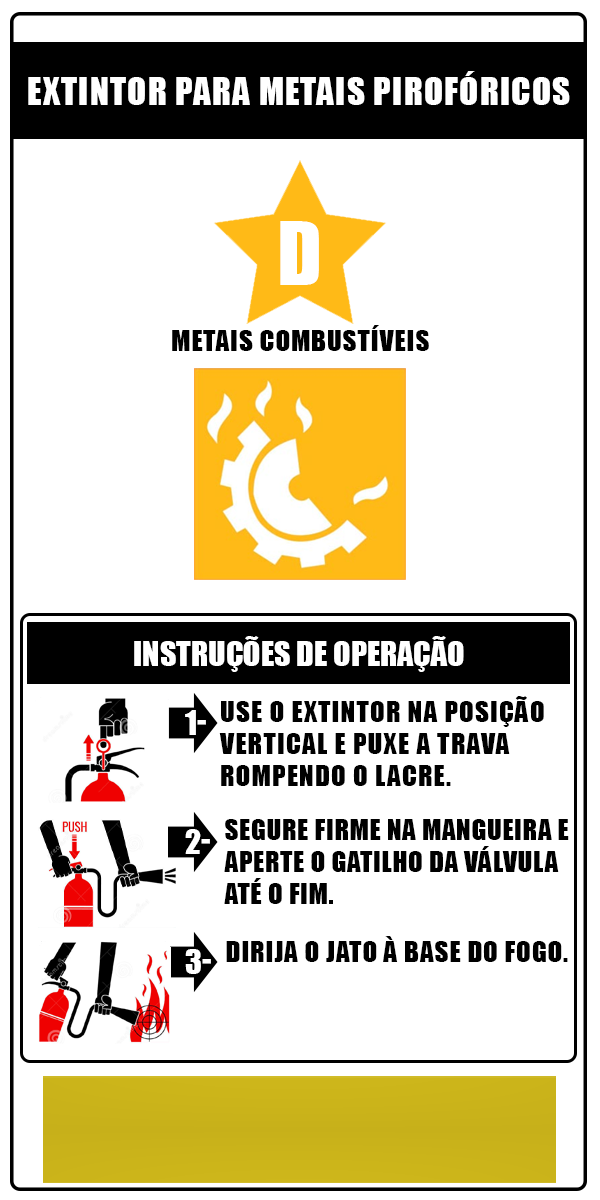 EXTINTOR PARA METAIS PIROFÓRICOS
D
METAIS COMBUSTÍVEIS
INSTRUÇÕES DE OPERAÇÃO
1-
USE O EXTINTOR NA POSIÇÃO
VERTICAL E PUXE A TRAVA
ROMPENDO O LACRE.
PUSH
2-
SEGURE FIRME NA MANGUEIRA E
APERTE O GATILHO DA VÁLVULA
ATÉ O FIM.
3-
DIRIJA O JATO À BASE DO FOGO.